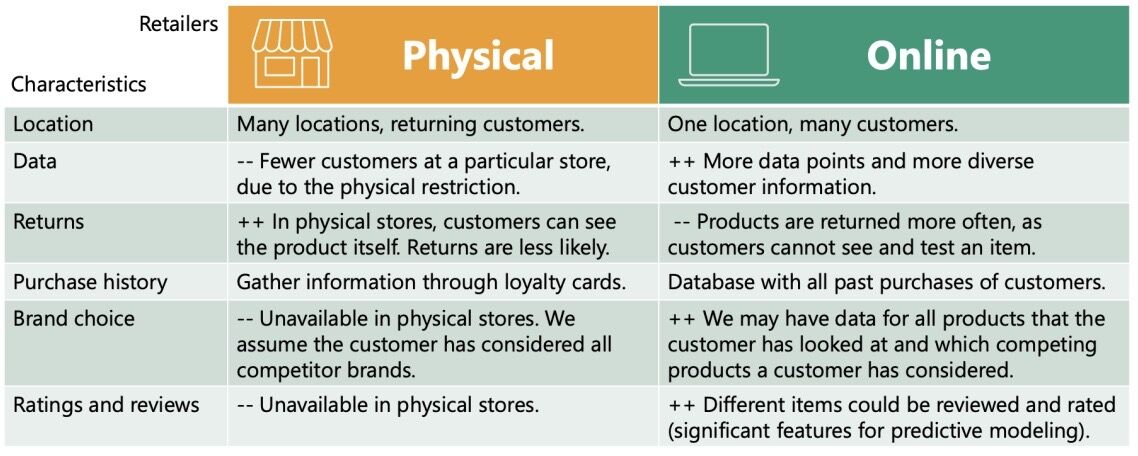 Retailers
Characteristics
Physical
Online
Location
Many locations, returning customers.
One location, many customers.
Data
-- Fewer customers at a particular store,
due to the physical restriction.
++ More data points and more diverse
customer information.
Returns
++ In physical stores, customers can see
the product itself. Returns are less likely.
-- Products are returned more often, as
customers cannot see and test an item.
Purchase history
Gather information through loyalty cards.
Database with all past purchases of customers.
Brand choice
-- Unavailable in physical stores. We
assume the customer has considered all
competitor brands.
++ We may have data for all products that the
customer has looked at and which competing
products a customer has considered.
Ratings and reviews
-- Unavailable in physical stores.
++ Different items could be reviewed and rated
(significant features for predictive modeling).